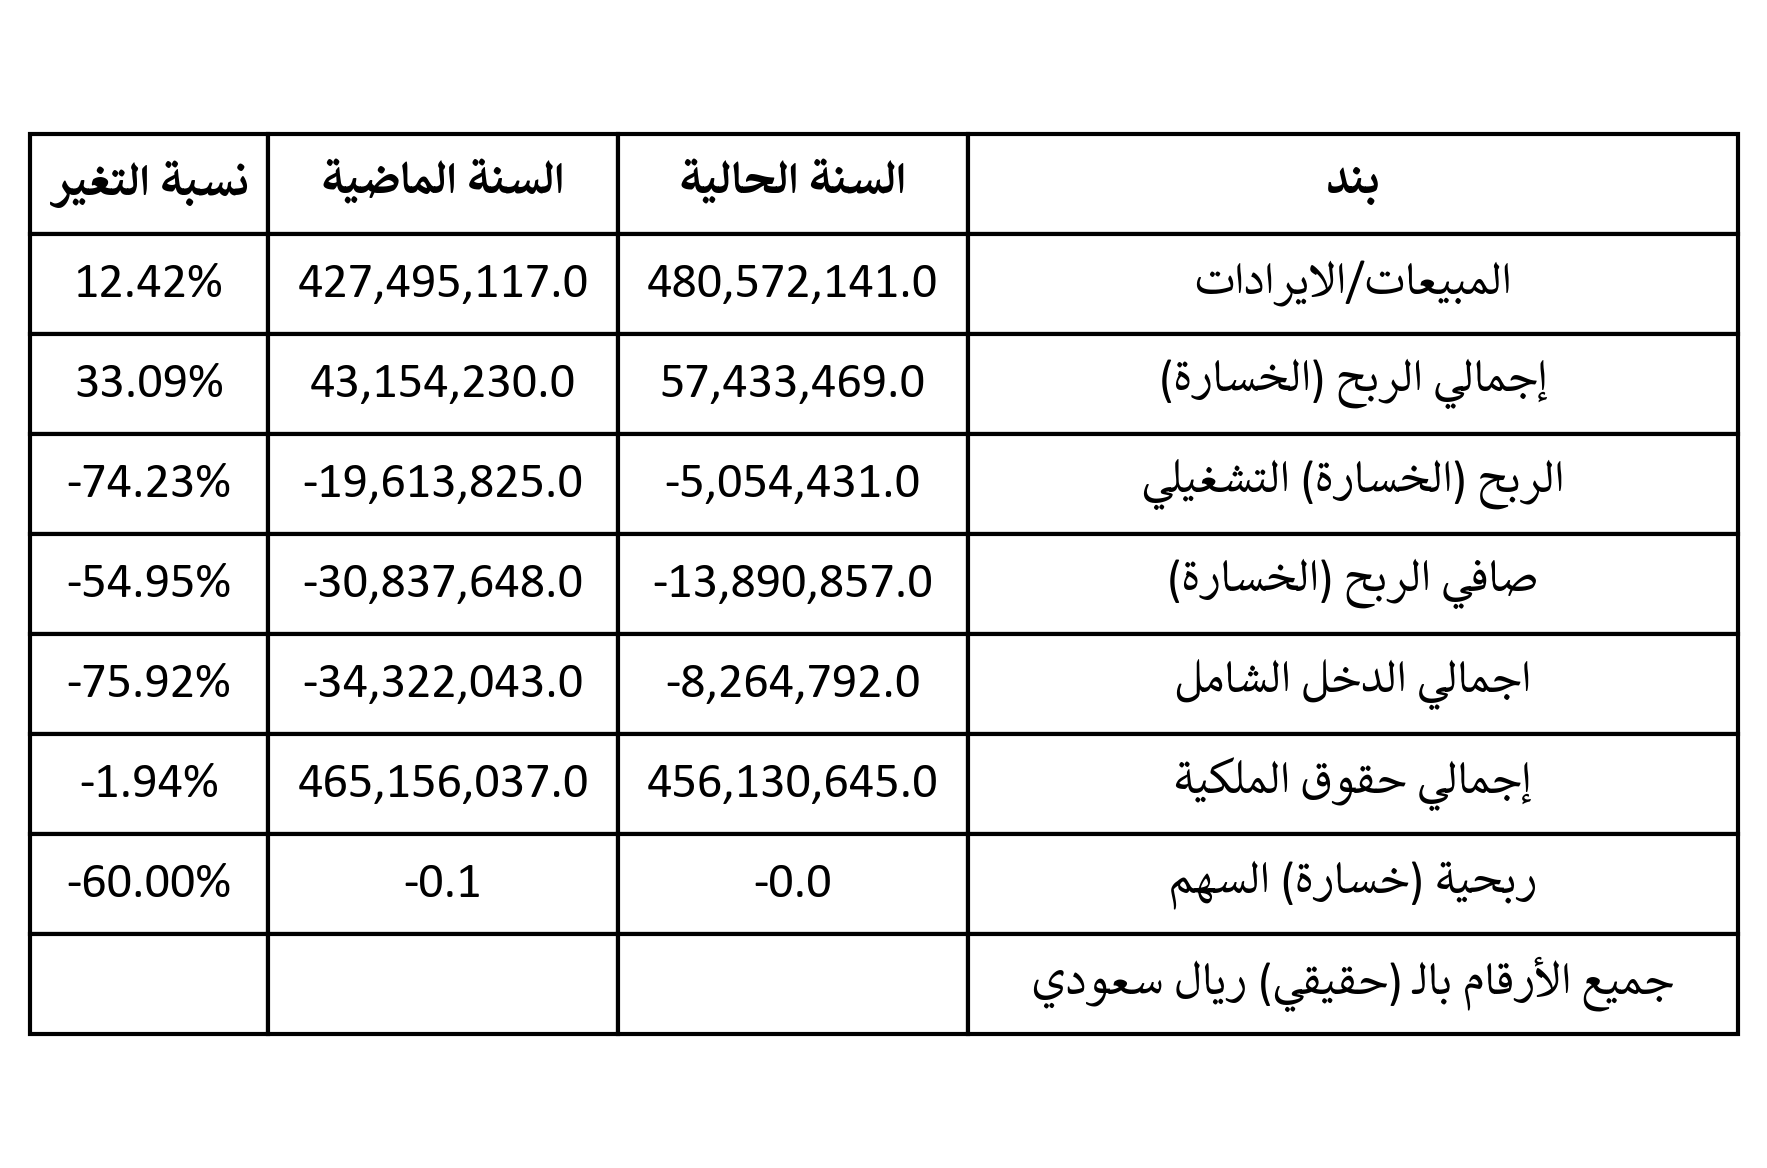 بند السنة الحالية السنة الماضية نسبة التغير
المبيعات/الايرادات 480,572,141.0 427,495,117.0 12.42%
إجمالي الربح (الخسارة) 57,433,469.0 43,154,230.0 33.09%
الربح (الخسارة) التشغيلي -5,054,431.0 -19,613,825.0 -74.23%
صافي الربح (الخسارة) -13,890,857.0 -30,837,648.0 -54.95%
اجمالي الدخل الشامل -8,264,792.0 -34,322,043.0 -75.92%
إجمالي حقوق الملكية 456,130,645.0 465,156,037.0 -1.94%
ربحية (خسارة) السهم -0.0 -0.1 -60.00%
جميع الأرقام بالـ (حقيقي) ريال سعودي